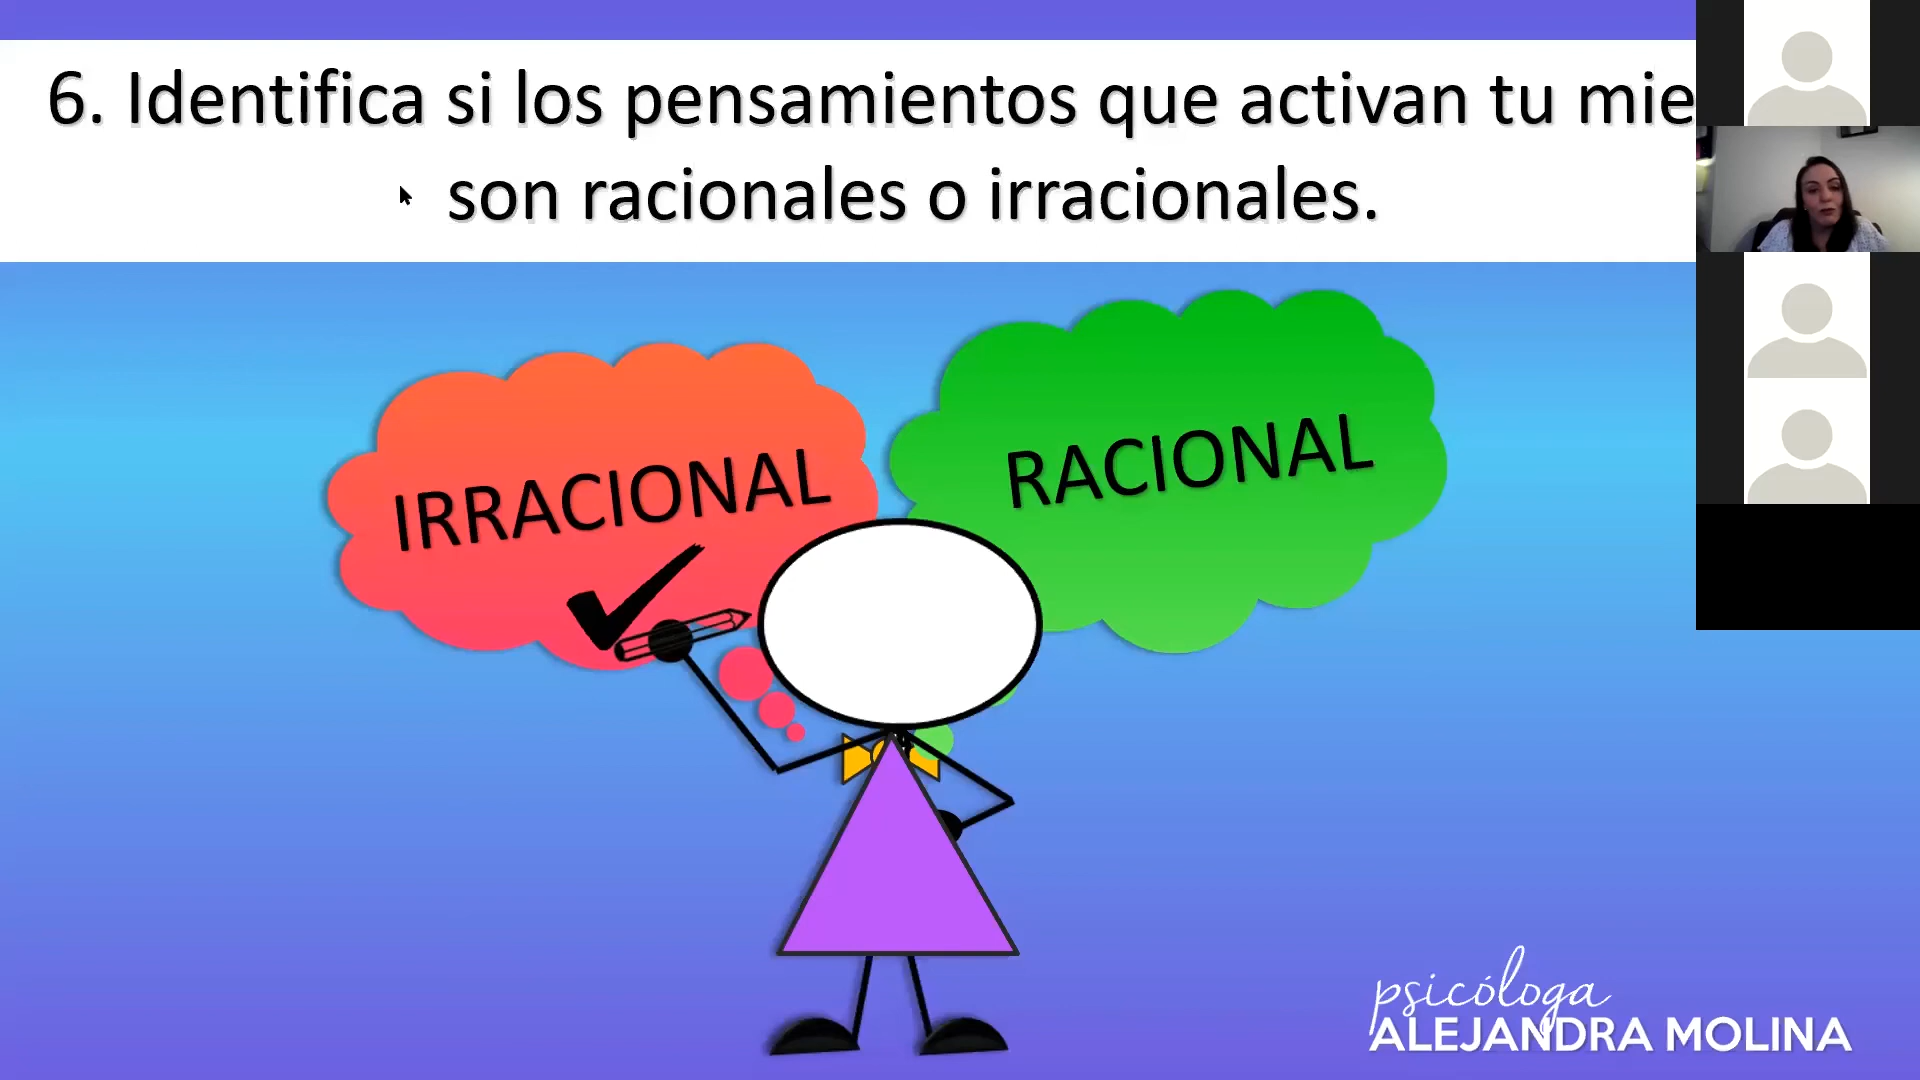 6. Identifica si los pensamientos que activan tu mie
son racionales o irracionales.
IRRACIONAL
RACIONAL
psicóloga
ALEJANDRA MOLINA